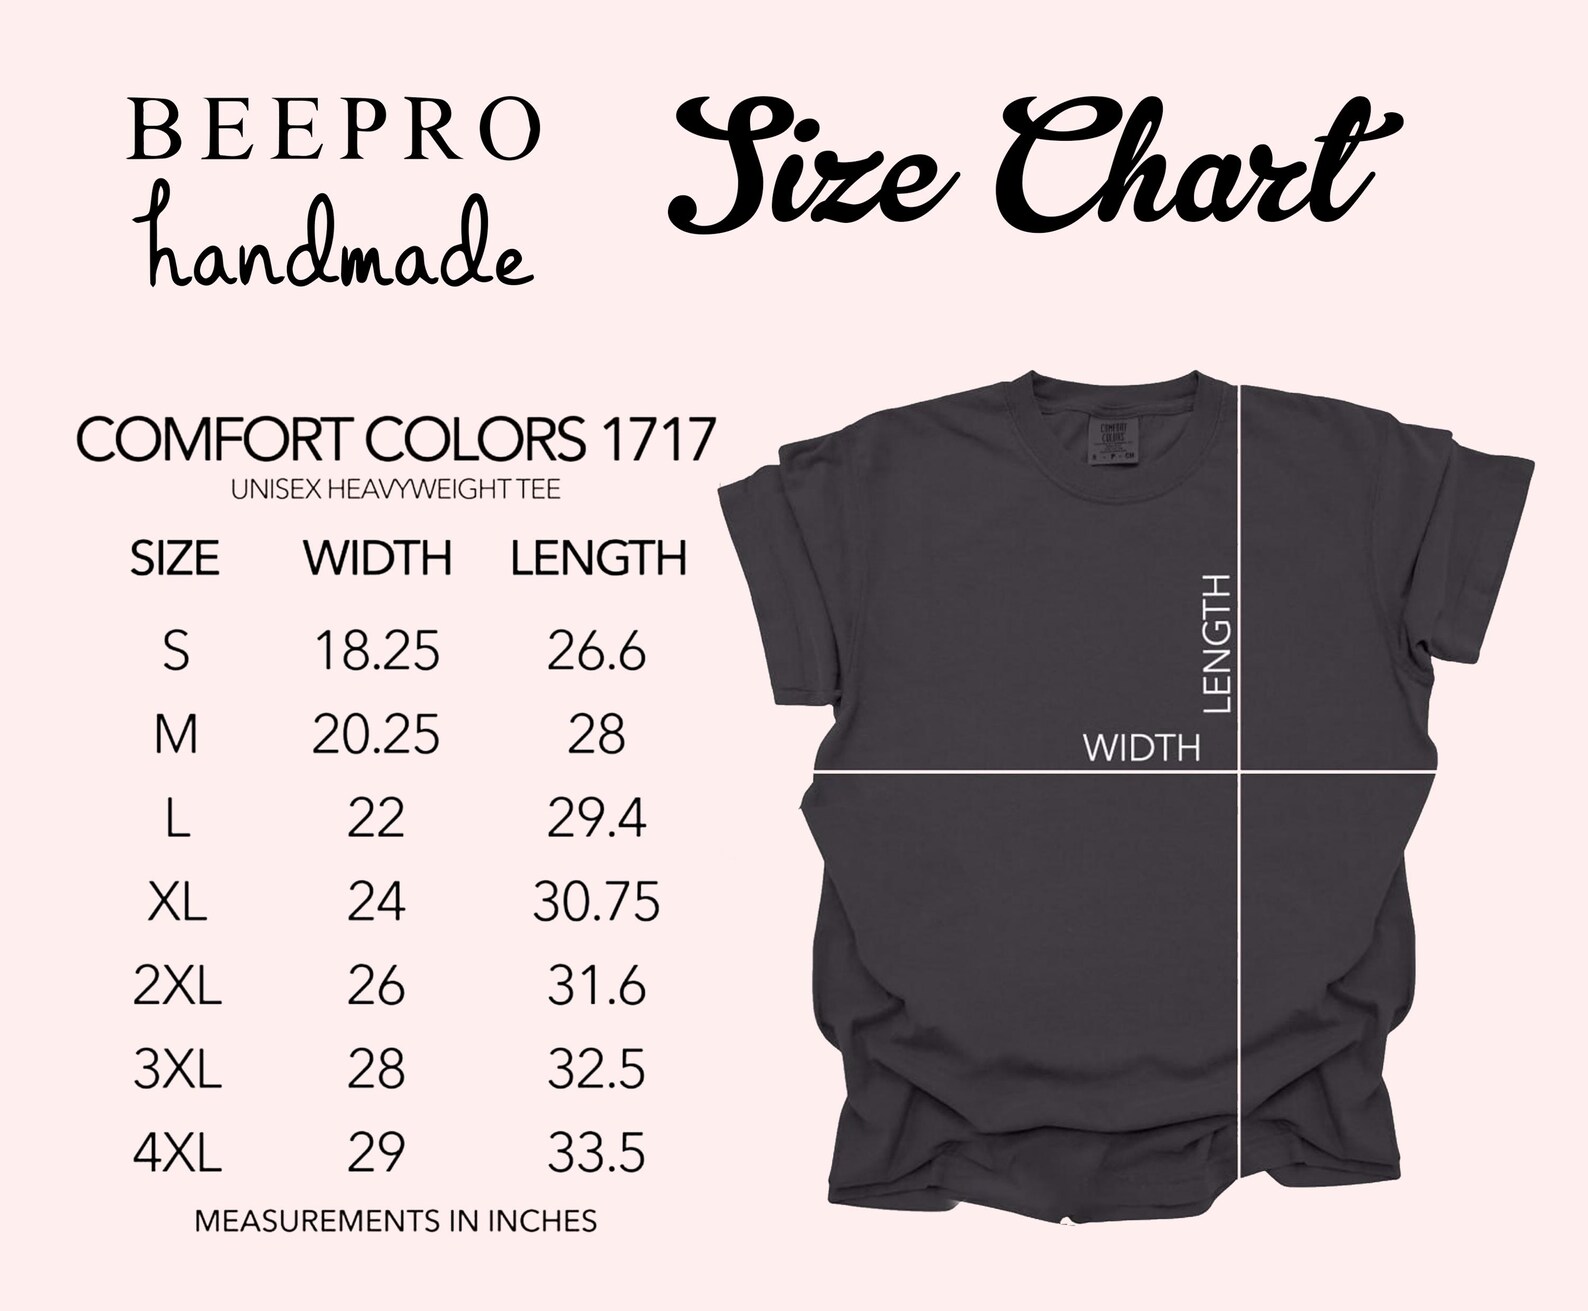 BEEPRO
handmade
Size Chart
COMFORT COLORS 1717
UNISEX HEAVYWEIGHT TEE
SIZE WIDTH LENGTH
S 18.25 26.6
M 20.25 28
L 22 29.4
XL 24 30.75
2XL 26 31.6
3XL 28 32.5
4XL 29 33.5
MEASUREMENTS IN INCHES
COMFORT
COLORS
LENGTH
WIDTH